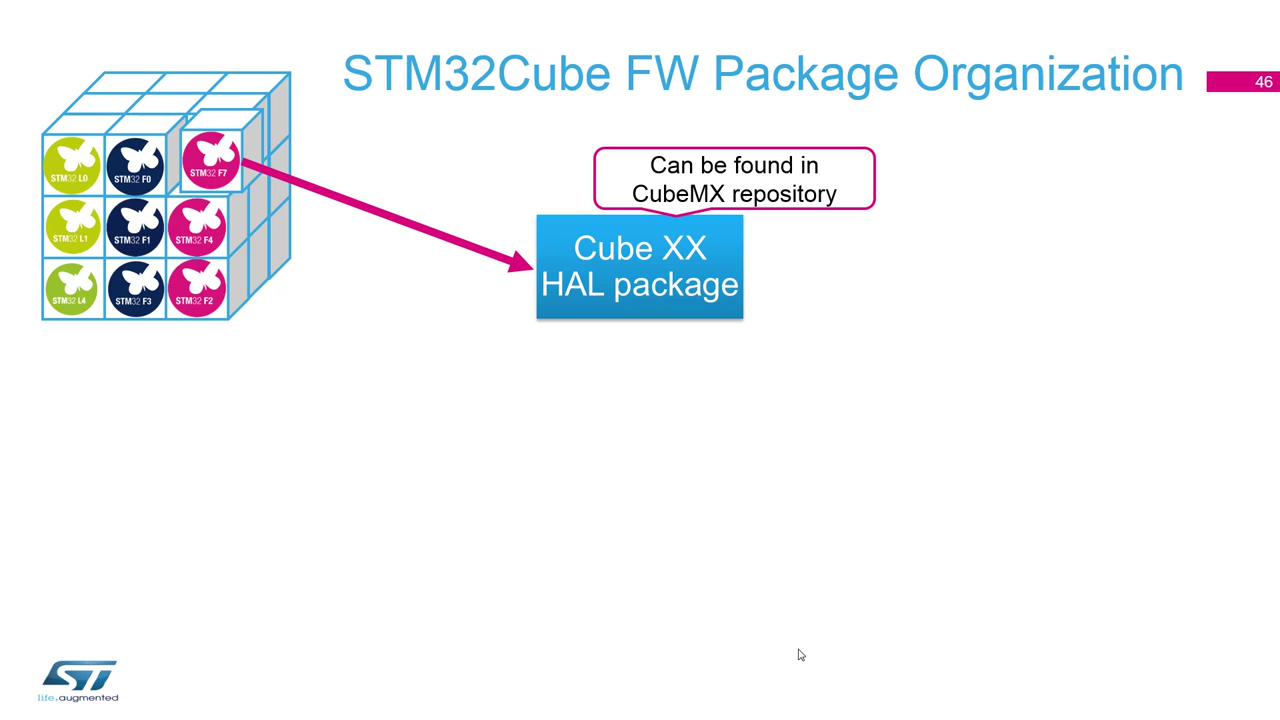 STM32Cube FW Package Organization
46
STM32 L0
STM32 F0
STM32 F7
STM32 L1
STM32 F1
STM32 F4
STM32 L4
STM32 F3
STM32 F2
Can be found in
CubeMX repository
Cube XX
HAL package
ST
life.augmented